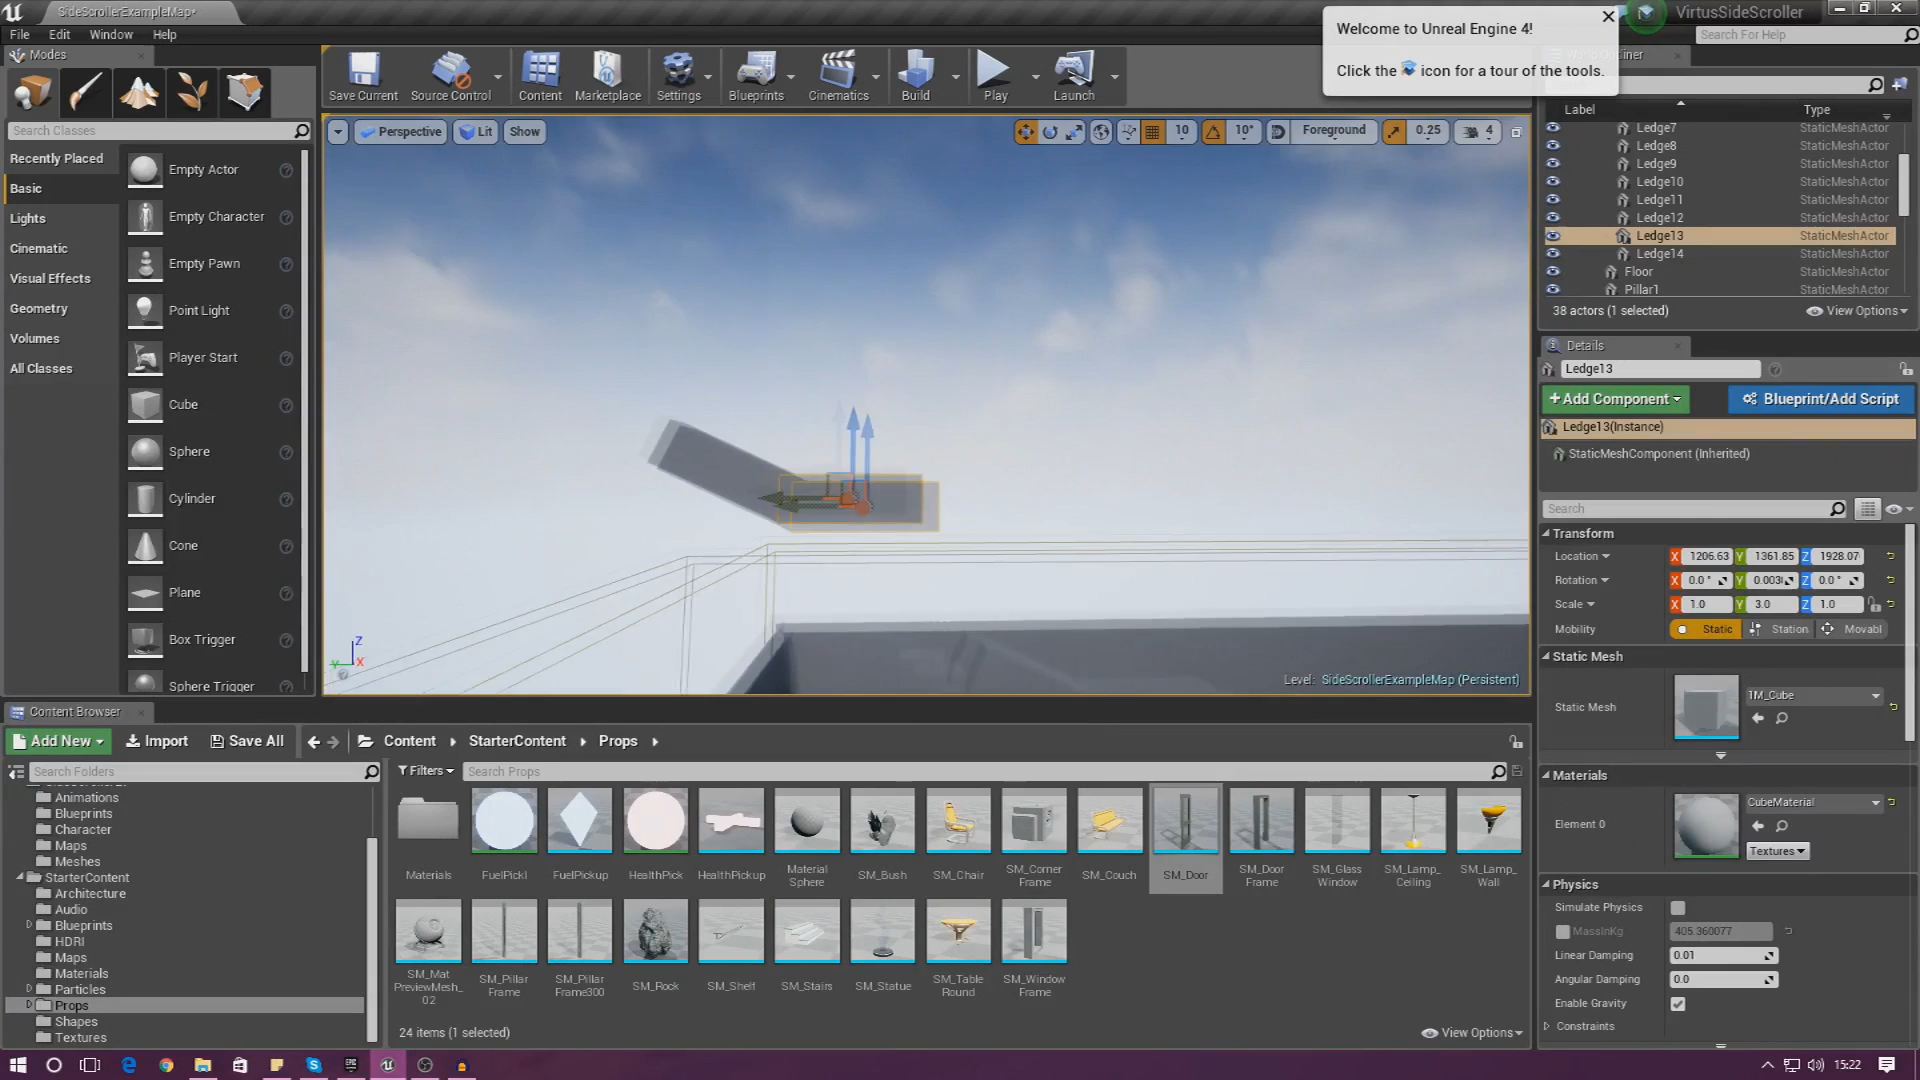 SideScrollerExampleMap*
VirtusSideScroller
File Edit Window Help
Search For Help
Welcome to Unreal Engine 4!
Click the icon for a tour of the tools.
Modes
Save Current
Source Control
Content
Marketplace
Settings
Blueprints
Cinematics
Build
Play
Launch
Search Classes
Recently Placed
Basic
Lights
Cinematic
Visual Effects
Geometry
Volumes
All Classes
Empty Actor
Empty Character
Empty Pawn
Point Light
Player Start
Cube
Sphere
Cylinder
Cone
Plane
Box Trigger
Sphere Trigger
Perspective
Lit
Show
10
10°
Foreground
0.25
4
Z
Y
X
Level: SideScrollerExampleMap (Persistent)
Label Type
Ledge7 StaticMeshActor
Ledge8 StaticMeshActor
Ledge9 StaticMeshActor
Ledge10 StaticMeshActor
Ledge11 StaticMeshActor
Ledge12 StaticMeshActor
Ledge13 StaticMeshActor
Ledge14 StaticMeshActor
Floor StaticMeshActor
Pillar1 StaticMeshActor
38 actors (1 selected)
View Options
Details
Ledge13
+Add Component
Blueprint/Add Script
Ledge13(Instance)
StaticMeshComponent (Inherited)
Search
Transform
Location X 1206.63 Y 1361.85 Z 1928.07
Rotation X 0.0 ° Y 0.003 Z 0.0 °
Scale X 1.0 Y 3.0 Z 1.0
Mobility Static Station Movabl
Static Mesh
Static Mesh 1M_Cube
Materials
Element 0 CubeMaterial
Textures
Physics
Simulate Physics
MassInKg 405.360077
Linear Damping 0.01
Angular Damping 0.0
Enable Gravity
Constraints
Content Browser
Add New
Import
Save All
Content
StarterContent
Props
Search Folders
Filters
Search Props
Animations
Blueprints
Character
Maps
Meshes
StarterContent
Architecture
Audio
Blueprints
HDRI
Maps
Materials
Particles
Props
Shapes
Textures
Materials
FuelPickI
FuelPickup
HealthPick
HealthPickup
Material
Sphere
SM_Bush
SM_Chair
SM_Corner
Frame
SM_Couch
SM_Door
SM_Door
Frame
SM_Glass
Window
SM_Lamp_
Ceiling
SM_Lamp_
Wall
SM_Mat
PreviewMesh_
02
SM_Pillar
Frame
SM_Pillar
Frame300
SM_Rock
SM_Shelf
SM_Stairs
SM_Statue
SM_Table
Round
SM_Window
Frame
24 items (1 selected)
View Options
15:22